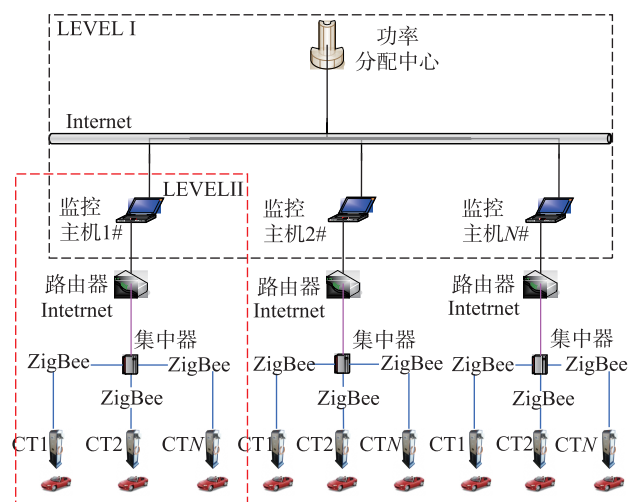 LEVEL I
功率
分配中心
Internet
LEVELII
监控
主机1#
监控
主机2#
监控
主机N#
路由器
Intetrnet
路由器
Intetrnet
路由器
Intetrnet
集中器
集中器
集中器
ZigBee
ZigBee
ZigBee
ZigBee
ZigBee
ZigBee
ZigBee
ZigBee
ZigBee
CT1
CT2
CTN
CT1
CT2
CTN
CT1
CT2
CTN